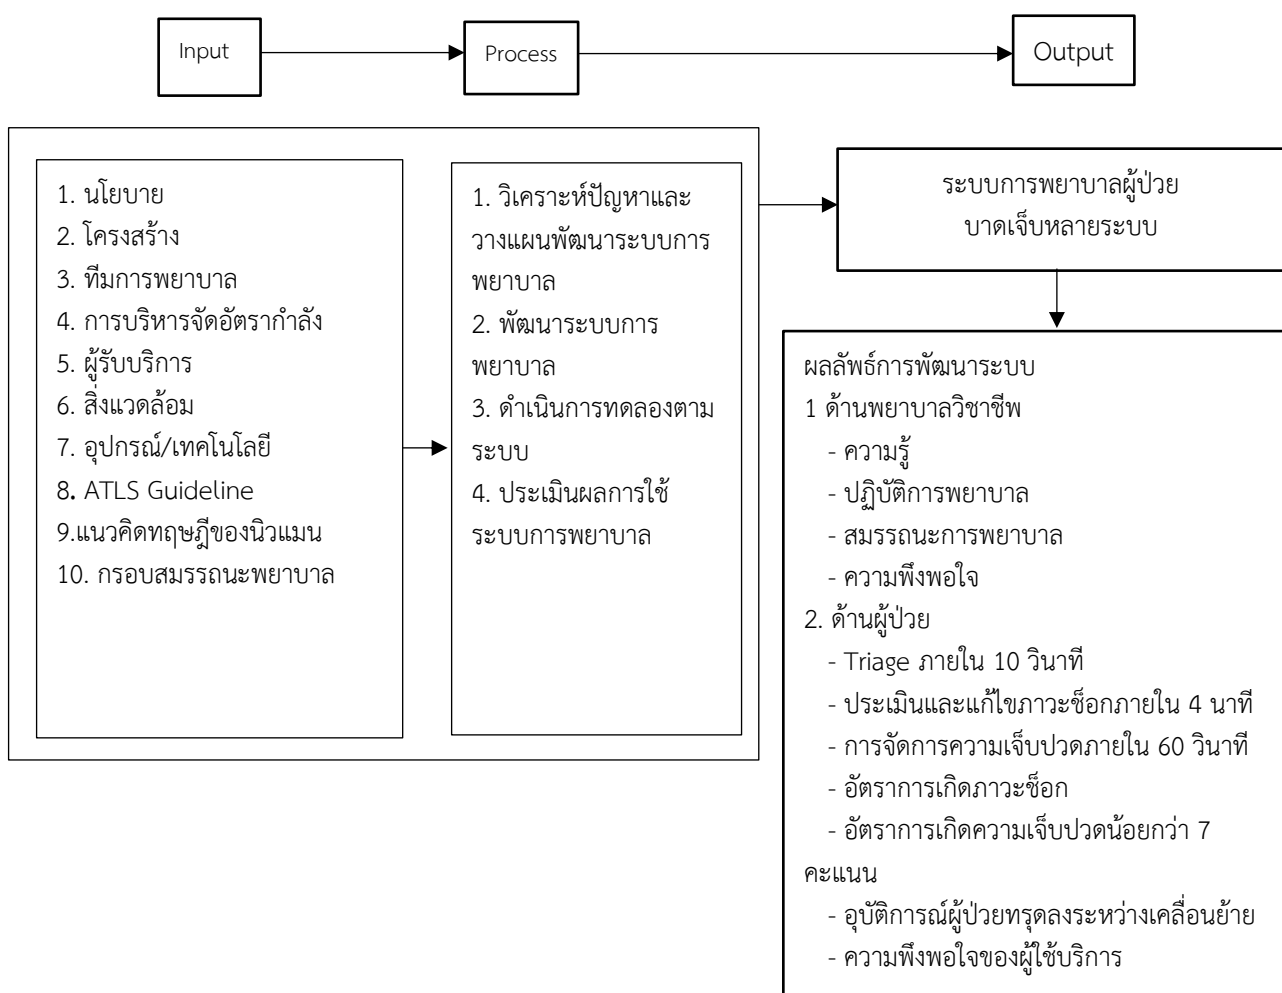 Input
Process
Output
1. นโยบาย
2. โครงสร้าง
3. ทีมการพยาบาล
4. การบริหารจัดอัตรากำลัง
5. ผู้รับบริการ
6. สิ่งแวดล้อม
7. อุปกรณ์/เทคโนโลยี
8. ATLS Guideline
9.แนวคิดทฤษฎีของนิวแมน
10. กรอบสมรรถนะพยาบาล
1. วิเคราะห์ปัญหาและ
วางแผนพัฒนาระบบการ
พยาบาล
2. พัฒนาระบบการ
พยาบาล
3. ดำเนินการทดลองตาม
ระบบ
4. ประเมินผลการใช้
ระบบการพยาบาล
ระบบการพยาบาลผู้ป่วย
บาดเจ็บหลายระบบ
ผลลัพธ์การพัฒนาระบบ
1 ด้านพยาบาลวิชาชีพ
- ความรู้
- ปฏิบัติการพยาบาล
- สมรรถนะการพยาบาล
- ความพึงพอใจ
2. ด้านผู้ป่วย
- Triage ภายใน 10 วินาที
- ประเมินและแก้ไขภาวะช็อกภายใน 4 นาที
- การจัดการความเจ็บปวดภายใน 60 วินาที
- อัตราการเกิดภาวะช็อก
- อัตราการเกิดความเจ็บปวดน้อยกว่า 7
คะแนน
- อุบัติการณ์ผู้ป่วยทรุดลงระหว่างเคลื่อนย้าย
- ความพึงพอใจของผู้ใช้บริการ